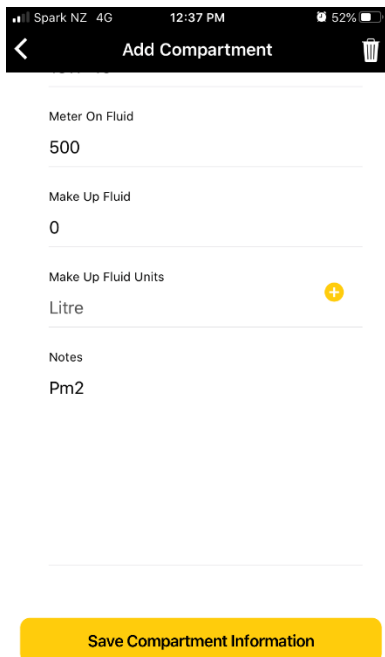 Spark NZ 4G 12:37 PM 52%
Add Compartment
Meter On Fluid
500
Make Up Fluid
0
Make Up Fluid Units
Litre
Notes
Pm2
Save Compartment Information